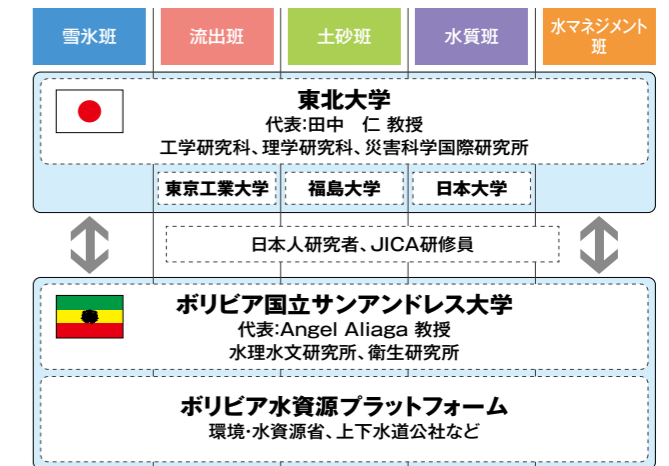 雪氷班
流出班
土砂班
水質班
水マネジメント
班
東北大学
代表:田中 仁 教授
工学研究科、理学研究科、災害科学国際研究所
東京工業大学
福島大学
日本大学
日本人研究者、JICA研修員
ボリビア国立サンアンドレス大学
代表:Angel Aliaga 教授
水理水文研究所、衛生研究所
ボリビア水資源プラットフォーム
環境・水資源省、上下水道公社など